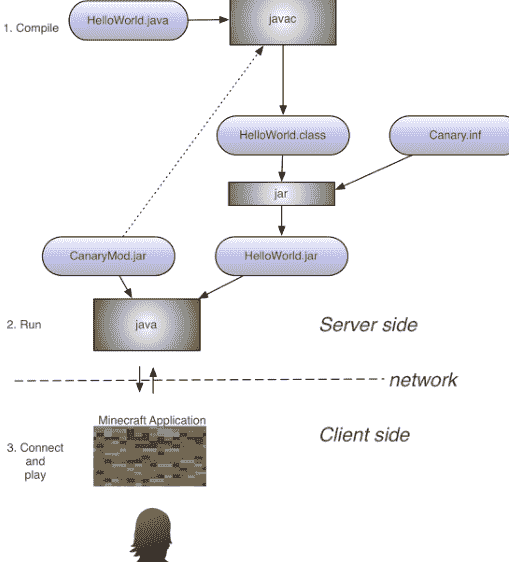 HelloWorld.java
javac
1. Compile
HelloWorld.class
Canary.inf
jar
CanaryMod.jar
HelloWorld.jar
2. Run
java
Server side
network
Minecraft Application
Client side
3. Connect
and
play